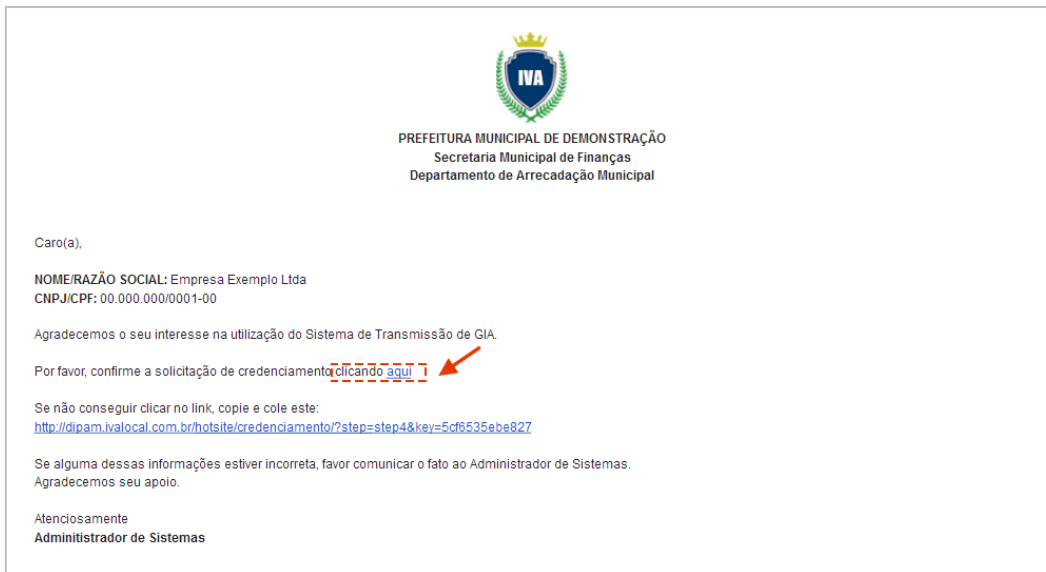 IVA
PREFEITURA MUNICIPAL DE DEMONSTRAÇÃO
Secretaria Municipal de Finanças
Departamento de Arrecadação Municipal
Caro(a),
NOME/RAZÃO SOCIAL: Empresa Exemplo Ltda
CNPJ/CPF: 00.000.000/0001-00
Agradecemos o seu interesse na utilização do Sistema de Transmissão de GIA.
Por favor, confirme a solicitação de credenciamento clicando aqui
Se não conseguir clicar no link, copie e cole este:
http://dipam.ivalocal.com.br/hotsite/credenciamento/?step=step4&key=5cf6535ebe827
Se alguma dessas informações estiver incorreta, favor comunicar o fato ao Administrador de Sistemas.
Agradecemos seu apoio.
Atenciosamente
Adminitistrador de Sistemas